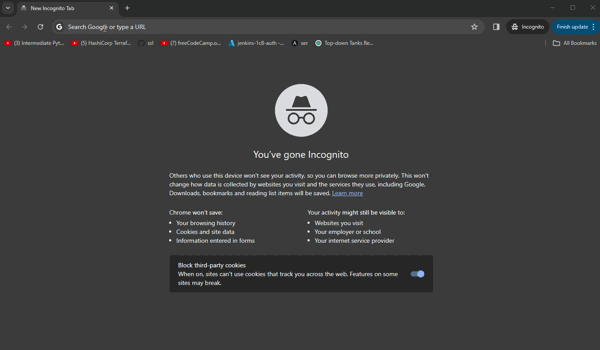 New Incognito Tab
Search Google or type a URL
Incognito
Finish update
(3) Intermediate Pyt...
(5) HashiCorp Terraf...
ssl
(7) freeCodeCamp.o...
jenkins-1c8-auth -...
ser
Top-down Tanks Re...
All Bookmarks
You've gone Incognito
Others who use this device won't see your activity, so you can browse more privately. This won't
change how data is collected by websites you visit and the services they use, including Google.
Downloads, bookmarks and reading list items will be saved. Learn more
Chrome won't save:
• Your browsing history
• Cookies and site data
• Information entered in forms
Your activity might still be visible to:
• Websites you visit
• Your employer or school
• Your internet service provider
Block third-party cookies
When on, sites can't use cookies that track you across the web. Features on some
sites may break.